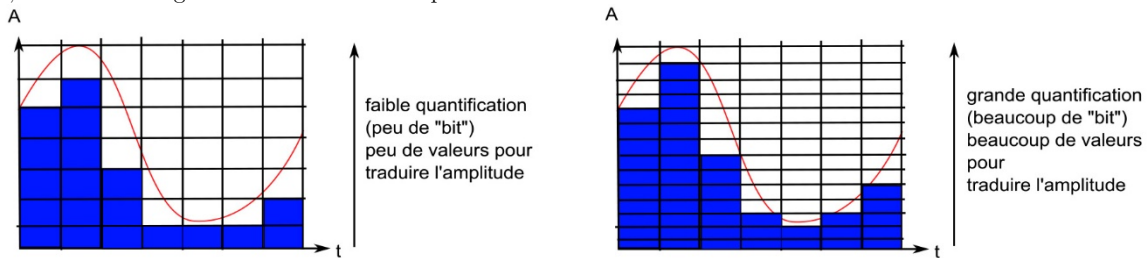 A
faible quantification
(peu de "bit")
peu de valeurs pour
traduire l'amplitude
t
A
grande quantification
(beaucoup de "bit")
beaucoup de valeurs
pour
traduire l'amplitude
t